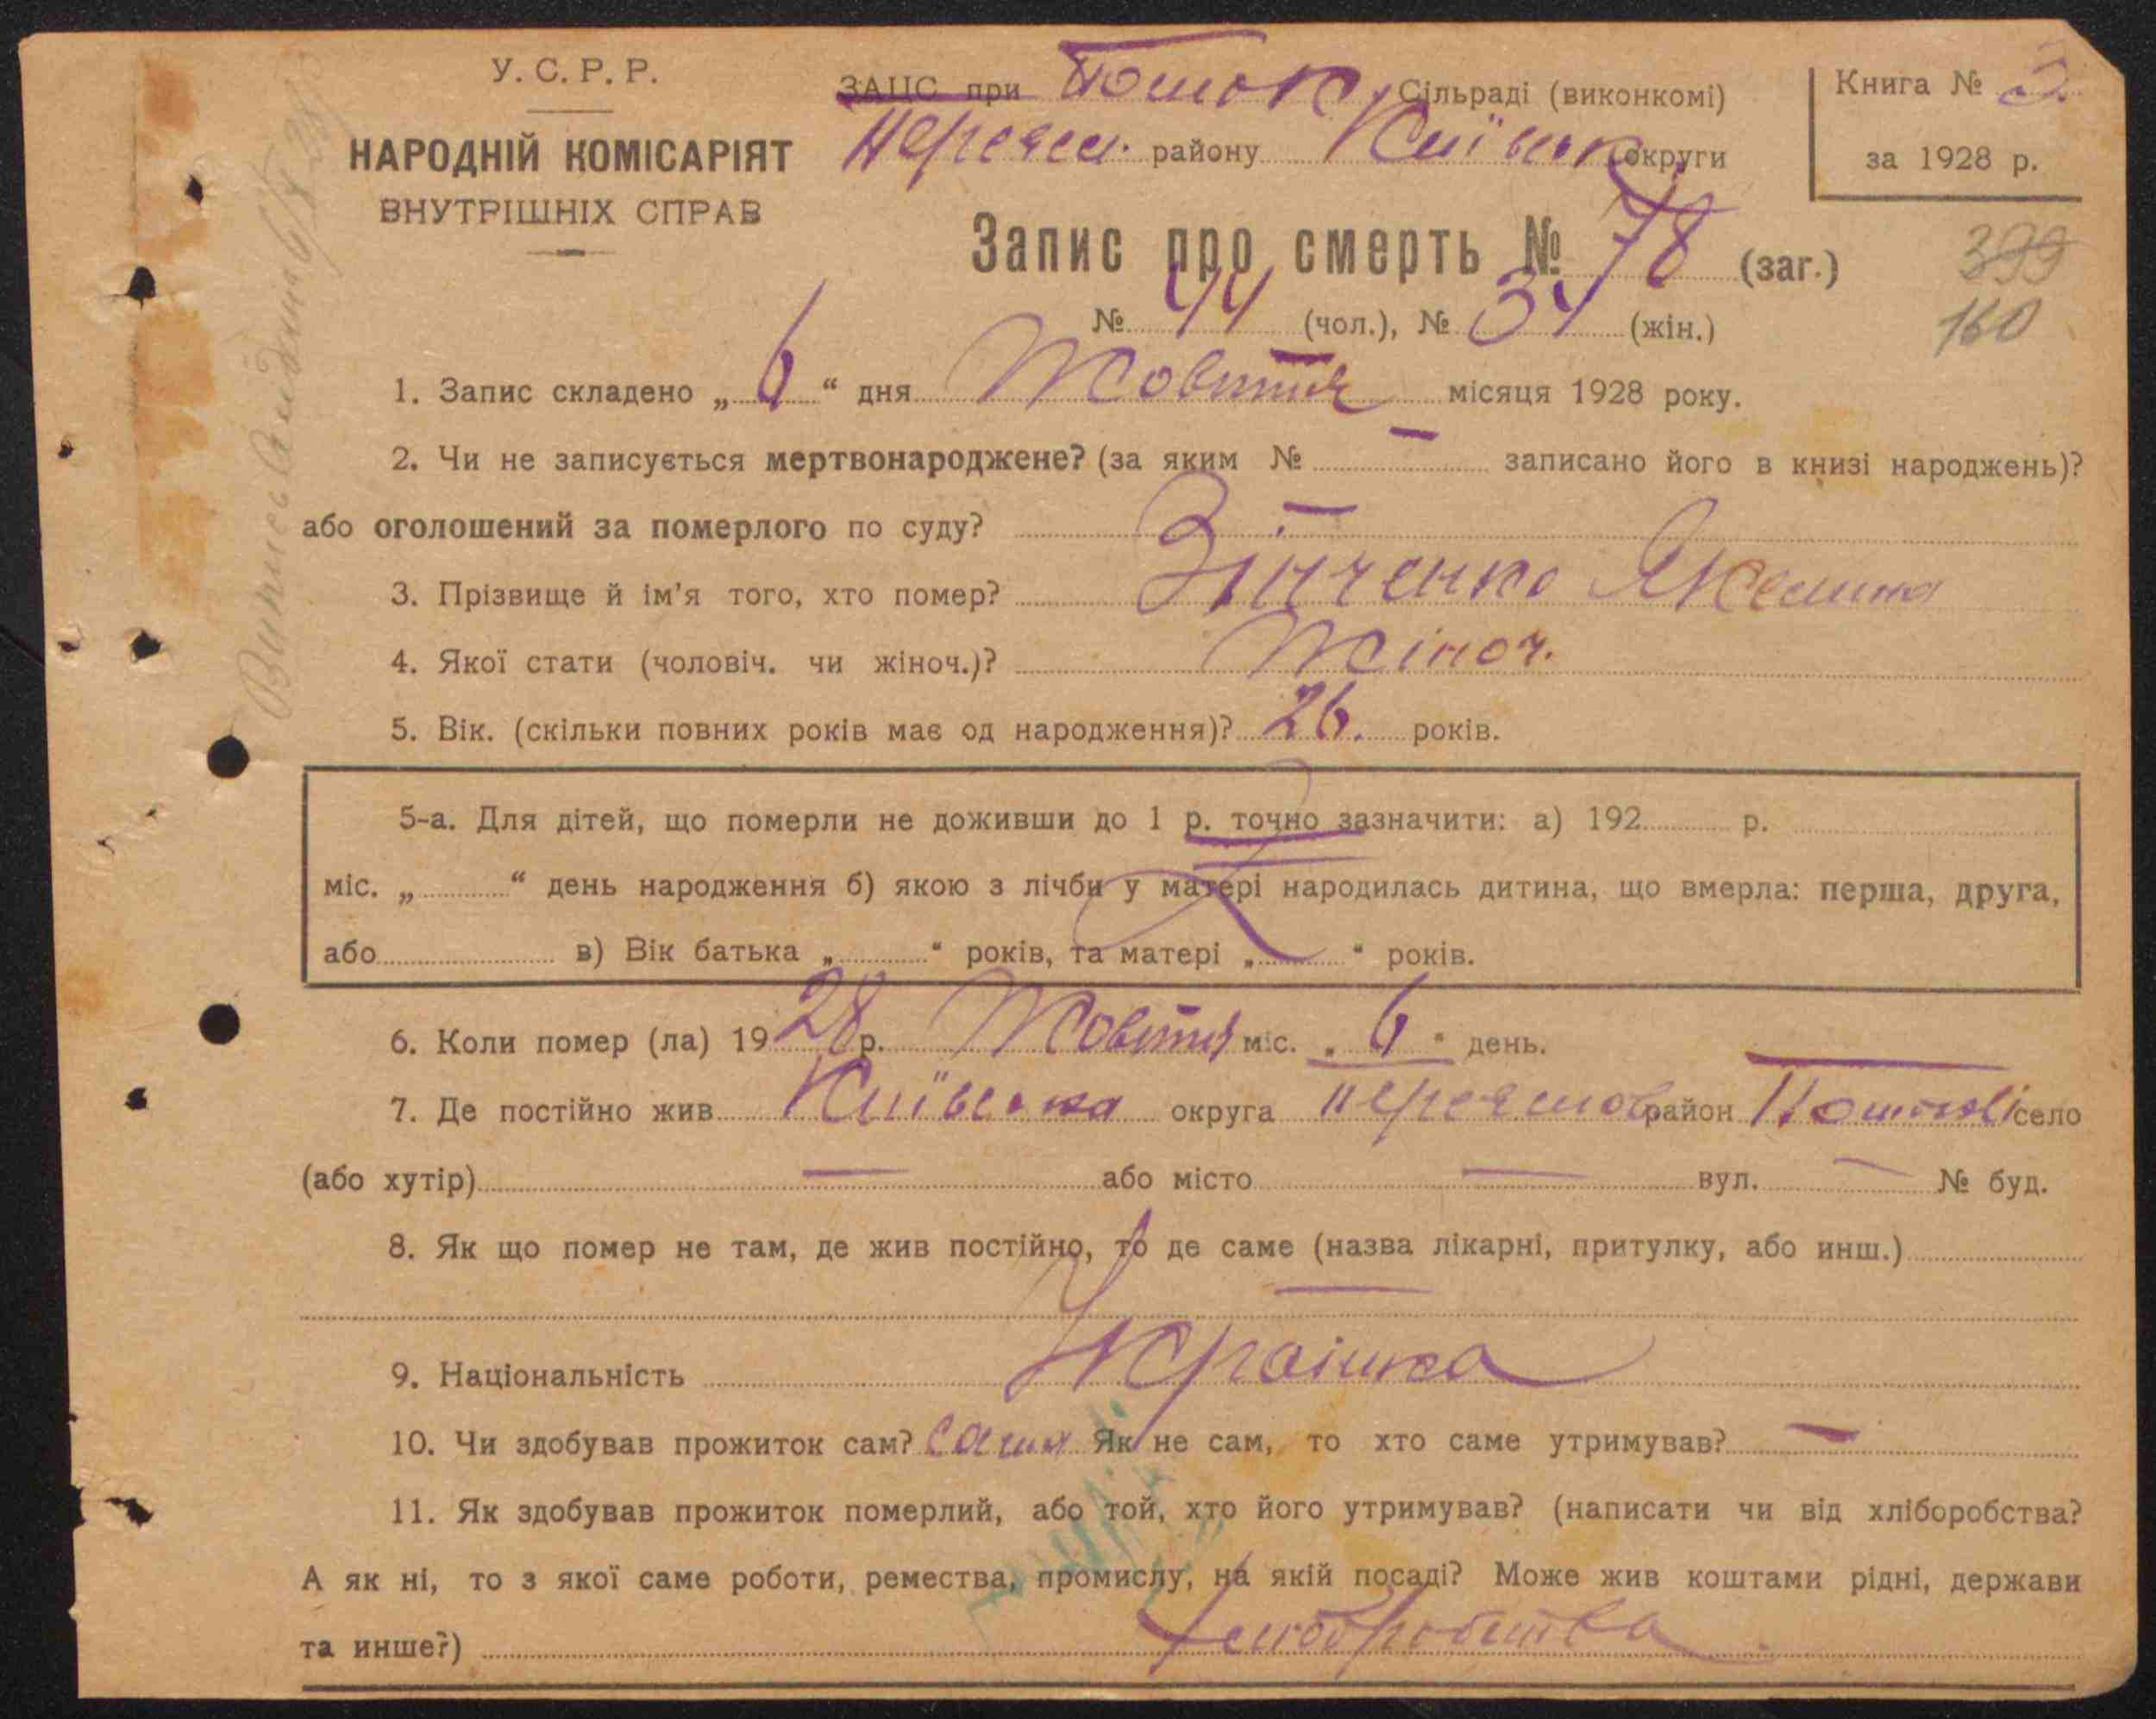 У. С. Р. Р.
НАРОДНІЙ КОМІСАРІЯТ
ВНУТРІШНІХ СПРАВ
ЗАЦС при Поток. Сільраді (виконкомі)
Переясл. району Київськ округи
Книга № 3
за 1928 р.
Запис про смерть № 78 (заг.)
399
№ 44 (чол.), № 34 (жін.)
160
1. Запис складено „ 6 “ дня Жовтня місяця 1928 року.
2. Чи не записується мертвонароджене? (за яким № — записано його в книзі народжень)?
або оголошений за померлого по суду? —
3. Прізвище й ім'я того, хто помер? Зінченко
4. Якої стати (чоловіч. чи жіноч.)? Жіноч.
5. Вік. (скільки повних років має од народження)? 26. років.
5-а. Для дітей, що померли не доживши до 1 р. точно зазначити: а) 192 р.
міс. „ “ день народження б) якою з лічби у матері народилась дитина, що вмерла: перша, друга,
або в) Вік батька „ “ років, та матері „ “ років.
6. Коли помер (ла) 19 28 р. Жовтня міс. „ 6 “ день.
7. Де постійно жив Київська округа район село
(або хутір) — або місто — вул. — № буд.
8. Як що помер не там, де жив постійно, то де саме (назва лікарні, притулку, або инш.)
—
9. Національність Українка
10. Чи здобував прожиток сам? сама Як не сам, то хто саме утримував? —
11. Як здобував прожиток померлий, або той, хто його утримував? (написати чи від хліборобства?
А як ні, то з якої саме роботи, ремества, промислу, на якій посаді? Може жив коштами рідні, держави
та инше?) хліборобства